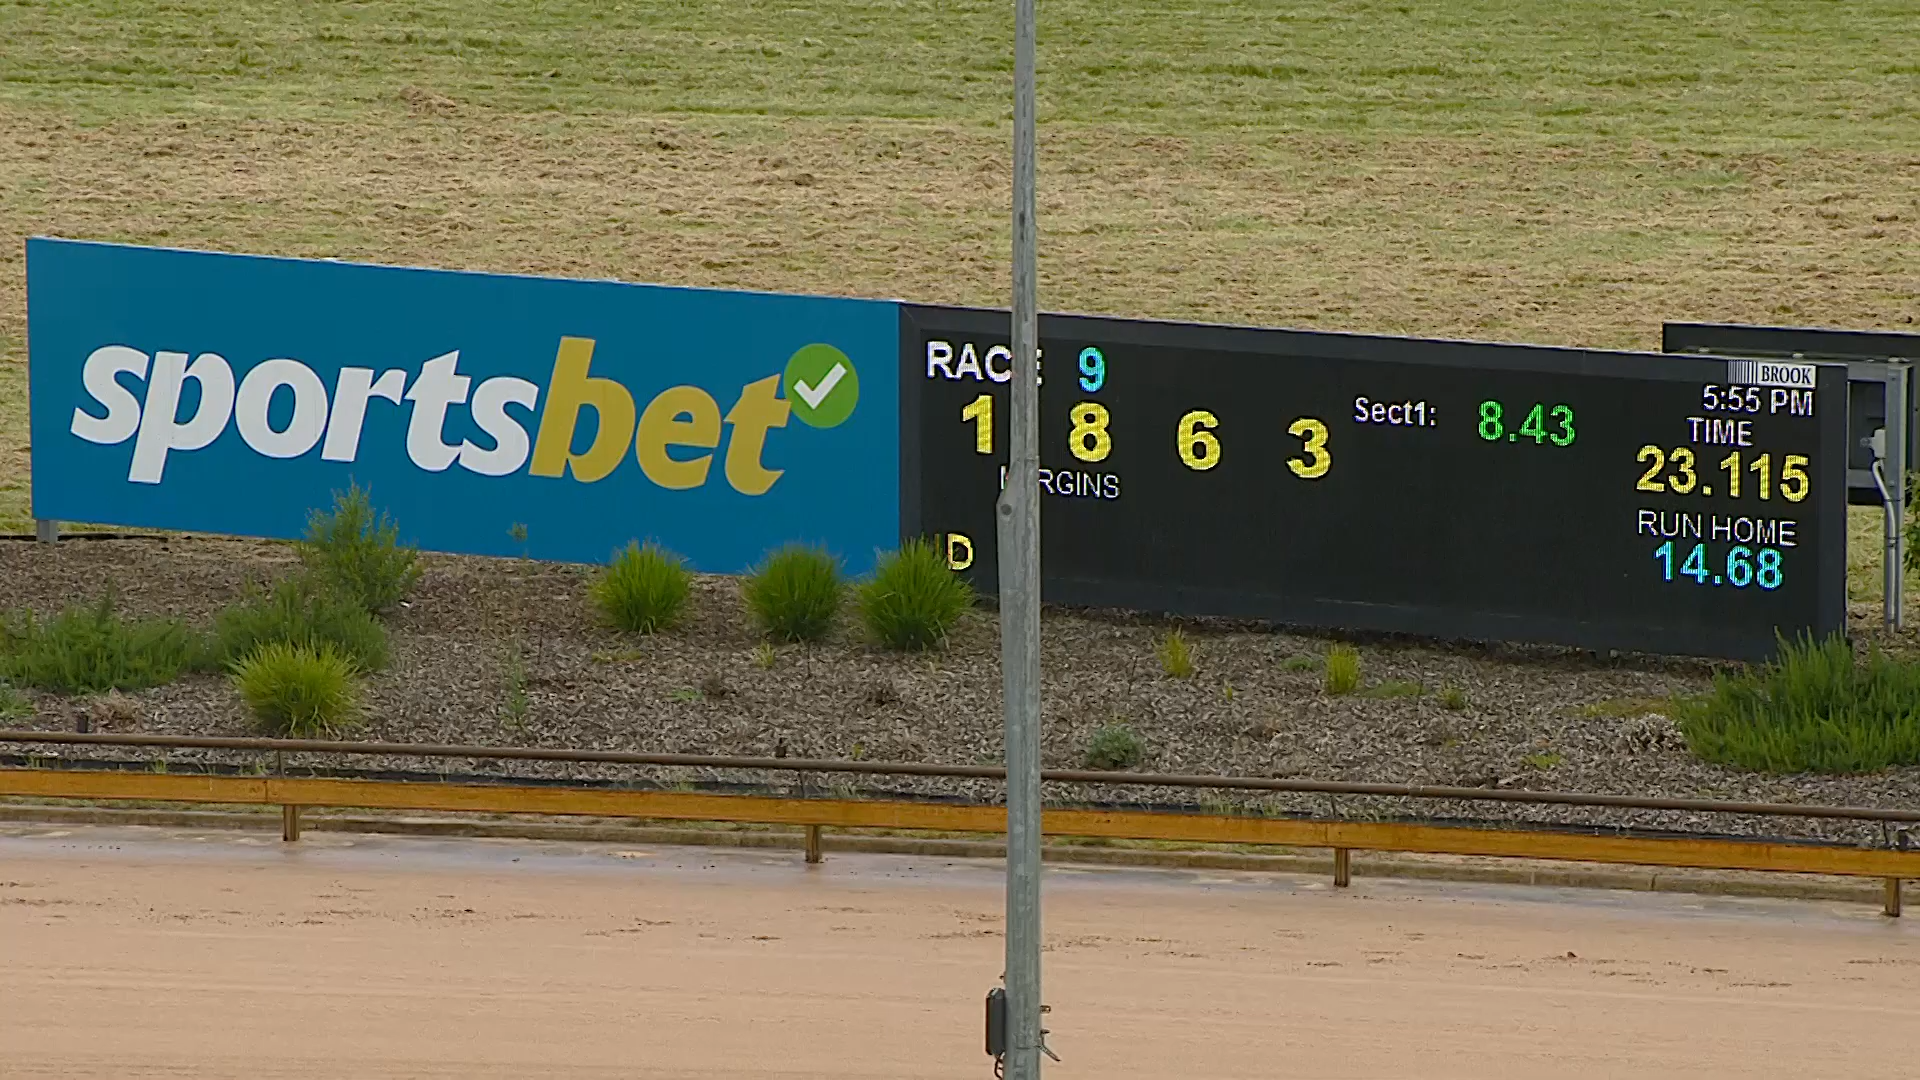 sportsbet
RACE 9
BROOK
5:55 PM
1 8 6 3
Sect1: 8.43
TIME
23.115
RGINS
RUN HOME
14.68